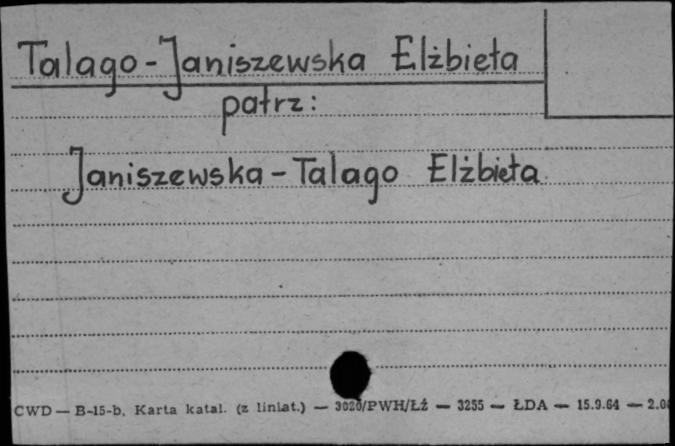 Talago-Janiszewska Elżbieta
patrz:
Janiszewska-Talago Elżbieta
CWD — B-15-b. Karta katal. (z liniat.) — 3020/PWH/ŁŻ — 3255 — ŁDA — 15.9.64 — 2.0